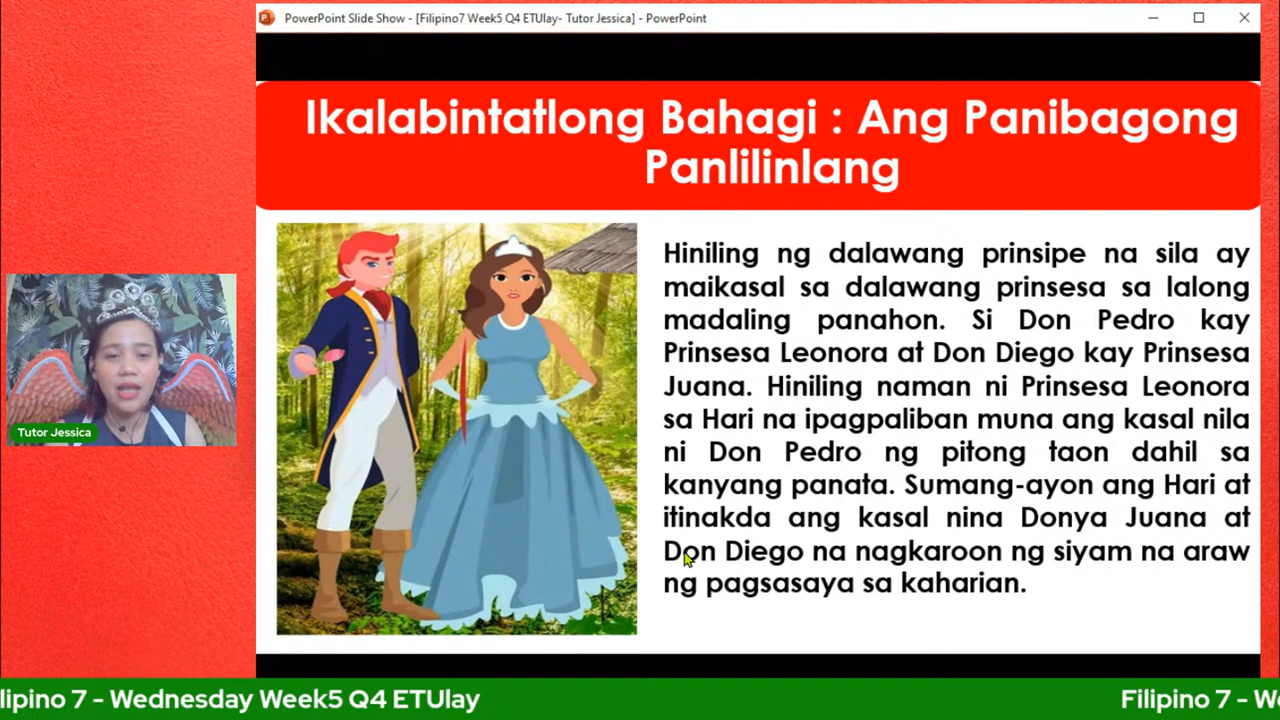 PowerPoint Slide Show - [Filipino7 Week5 Q4 ETUlay- Tutor Jessica] - PowerPoint
Ikalabintatlong Bahagi : Ang Panibagong
Panlilinlang
Hiniling ng dalawang prinsipe na sila ay
maikasal sa dalawang prinsesa sa lalong
madaling panahon. Si Don Pedro kay
Prinsesa Leonora at Don Diego kay Prinsesa
Juana. Hiniling naman ni Prinsesa Leonora
sa Hari na ipagpaliban muna ang kasal nila
ni Don Pedro ng pitong taon dahil sa
kanyang panata. Sumang-ayon ang Hari at
itinakda ang kasal nina Donya Juana at
Don Diego na nagkaroon ng siyam na araw
ng pagsasaya sa kaharian.
Tutor Jessica
lipino 7 - Wednesday Week5 Q4 ETUlay
Filipino 7 - We